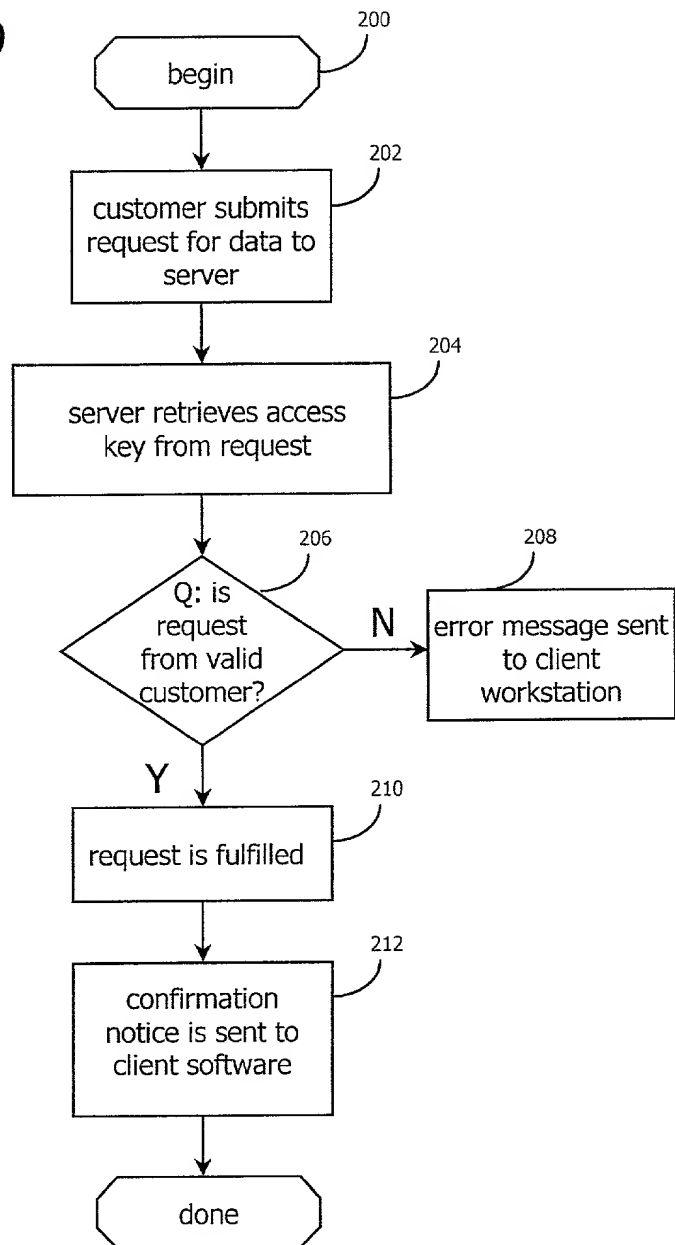 200
begin
202
customer submits
request for data to
server
204
server retrieves access
key from request
206
Q: is
request
from valid
customer?
N
208
error message sent
to client
workstation
Y
210
request is fulfilled
212
confirmation
notice is sent to
client software
done